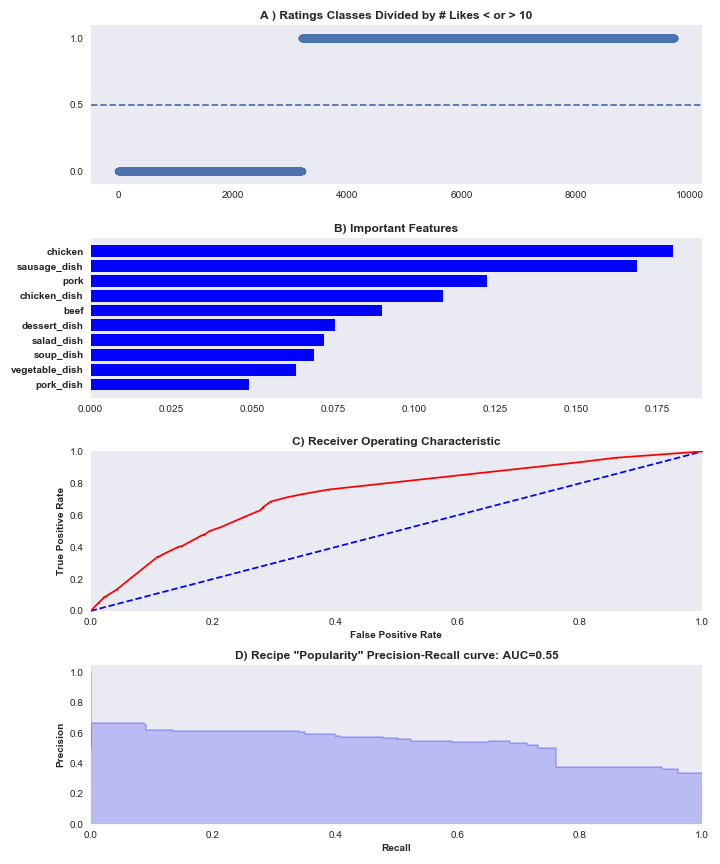 A ) Ratings Classes Divided by # Likes < or > 10
1.0
0.5
0.0
0 2000 4000 6000 8000 10000
B) Important Features
chicken
sausage_dish
pork
chicken_dish
beef
dessert_dish
salad_dish
soup_dish
vegetable_dish
pork_dish
0.000 0.025 0.050 0.075 0.100 0.125 0.150 0.175
C) Receiver Operating Characteristic
True Positive Rate
1.0
0.8
0.6
0.4
0.2
0.0
0.0 0.2 0.4 0.6 0.8 1.0
False Positive Rate
D) Recipe "Popularity" Precision-Recall curve: AUC=0.55
Precision
1.0
0.8
0.6
0.4
0.2
0.0
0.0 0.2 0.4 0.6 0.8 1.0
Recall